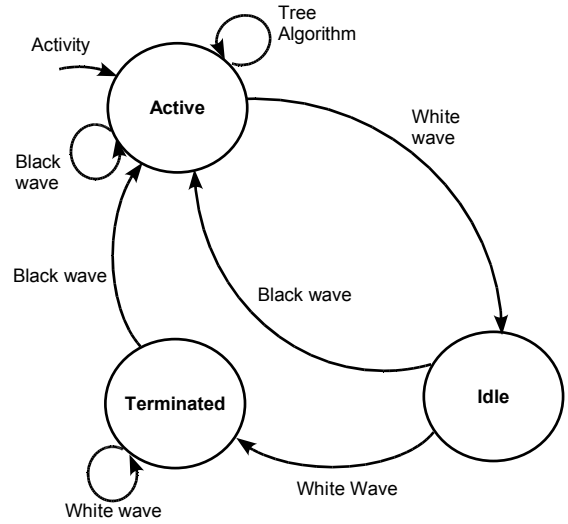 Tree
Algorithm
Activity
Active
White
wave
Black
wave
Black wave
Black wave
Terminated
Idle
White Wave
White wave